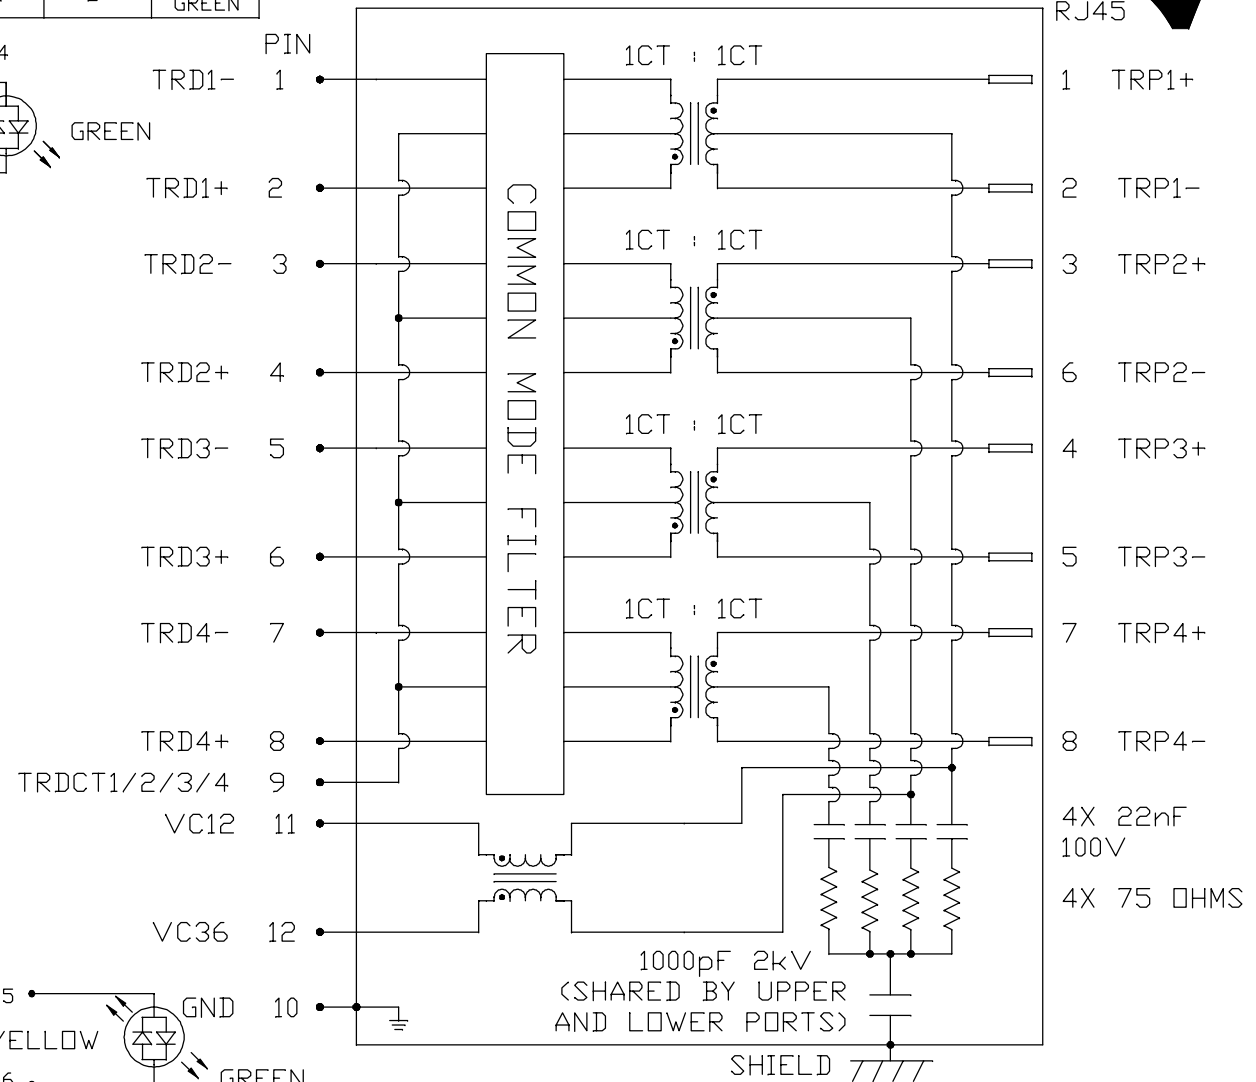 GREEN
RJ45
4
PIN
1CT : 1CT
TRD1- 1
1 TRP1+
GREEN
TRD1+ 2
2 TRP1-
1CT : 1CT
TRD2- 3
3 TRP2+
TRD2+ 4
6 TRP2-
1CT : 1CT
TRD3- 5
4 TRP3+
TRD3+ 6
5 TRP3-
1CT : 1CT
TRD4- 7
7 TRP4+
TRD4+ 8
8 TRP4-
COMMON MODE FILTER
TRDCT1/2/3/4 9
VC12 11
4X 22nF
100V
4X 75 OHMS
VC36 12
1000pF 2kV
(SHARED BY UPPER
AND LOWER PORTS)
5
GND 10
YELLOW
SHIELD
GREEN
6